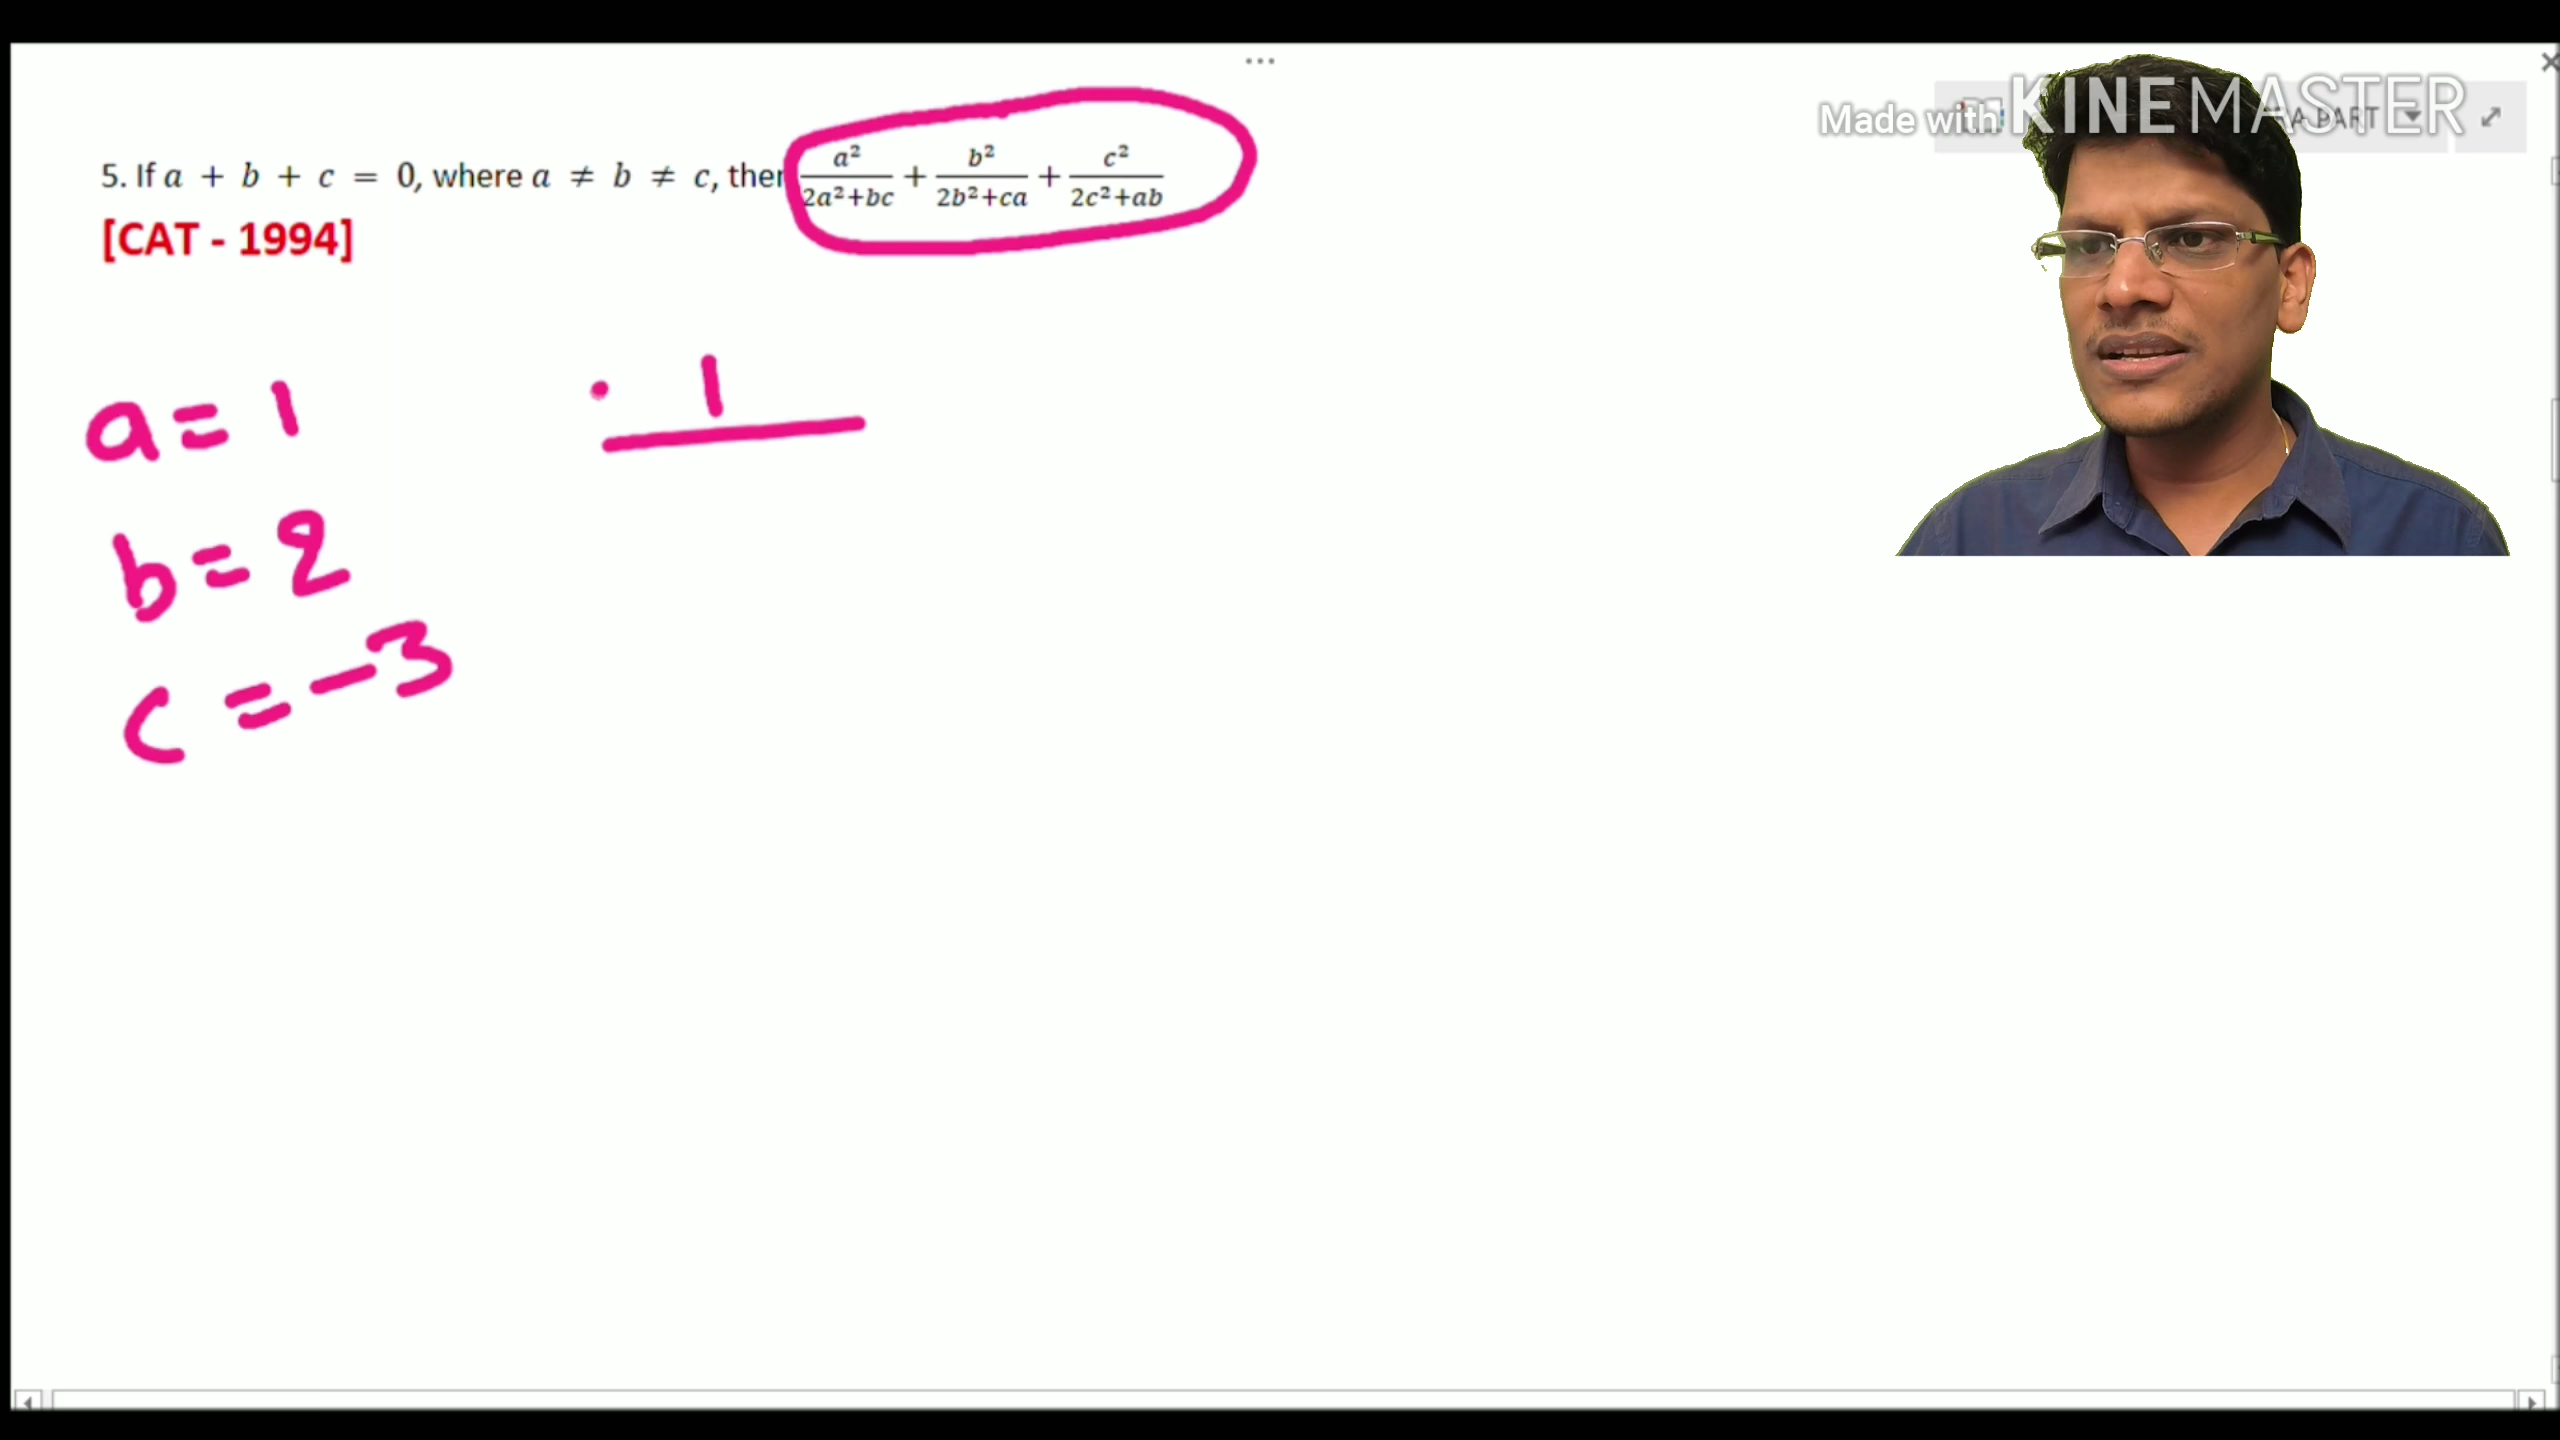 5. If a + b + c = 0, where a ≠ b ≠ c, then a²/(2a²+bc) + b²/(2b²+ca) + c²/(2c²+ab)
[CAT - 1994]
Made with KINEMASTER
PART
a = 1
1
b = 2
c = -3